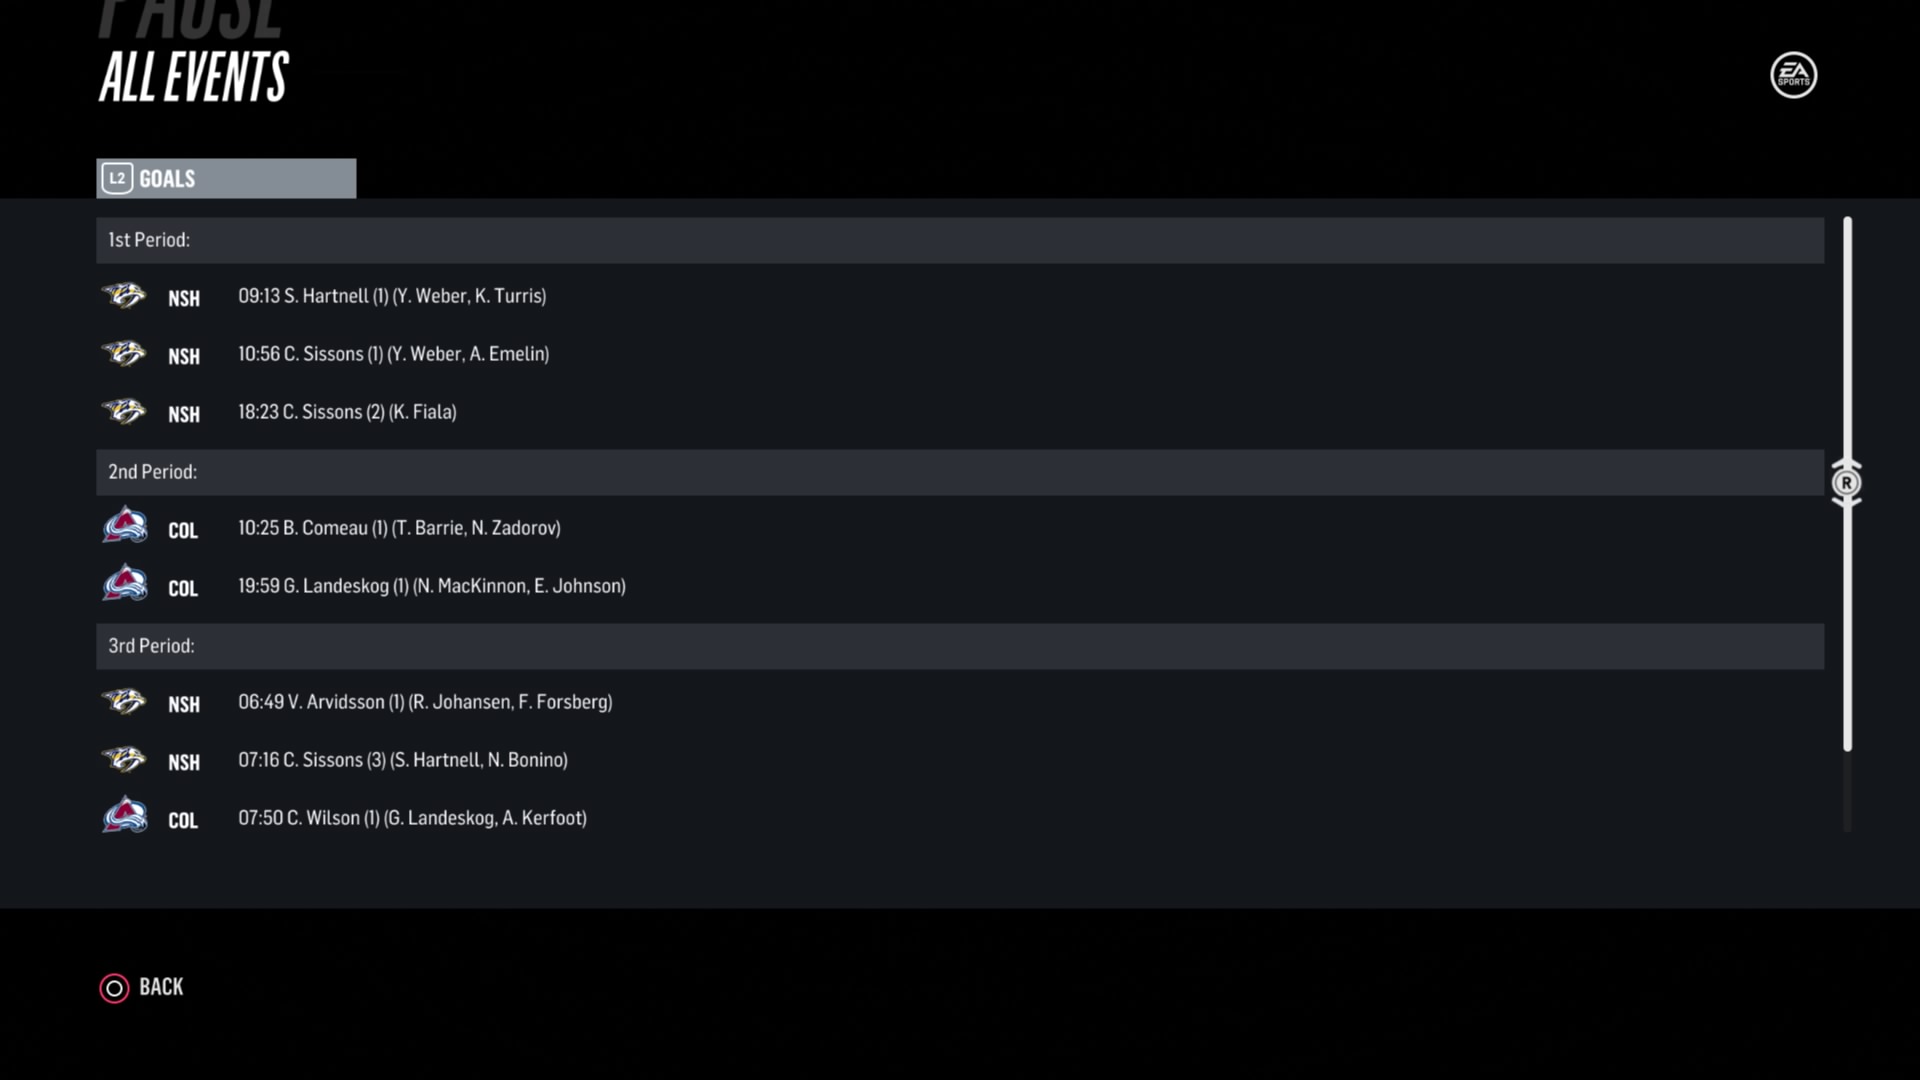 PAUSE
ALL EVENTS
EA SPORTS
L2 GOALS
1st Period:
NSH 09:13 S. Hartnell (1) (Y. Weber, K. Turris)
NSH 10:56 C. Sissons (1) (Y. Weber, A. Emelin)
NSH 18:23 C. Sissons (2) (K. Fiala)
2nd Period:
R
COL 10:25 B. Comeau (1) (T. Barrie, N. Zadorov)
COL 19:59 G. Landeskog (1) (N. MacKinnon, E. Johnson)
3rd Period:
NSH 06:49 V. Arvidsson (1) (R. Johansen, F. Forsberg)
NSH 07:16 C. Sissons (3) (S. Hartnell, N. Bonino)
COL 07:50 C. Wilson (1) (G. Landeskog, A. Kerfoot)
BACK